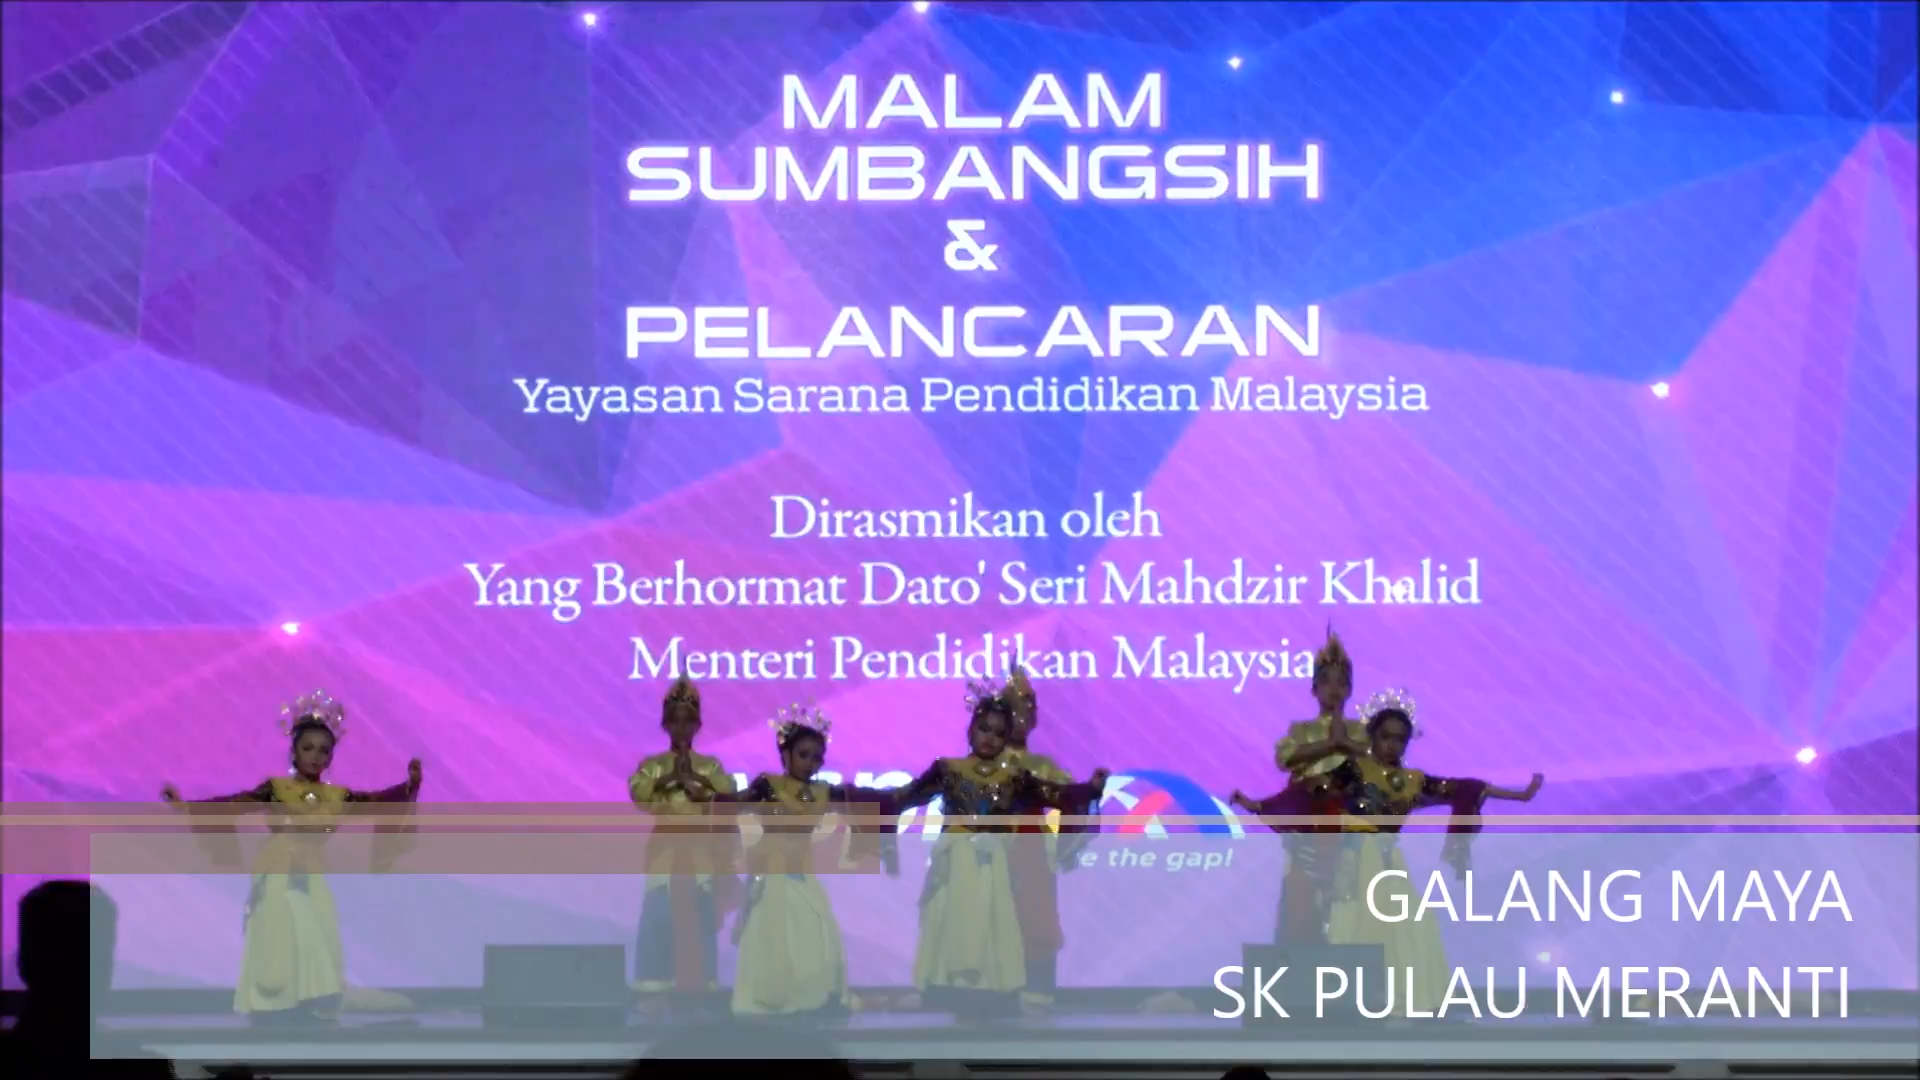 MALAM
SUMBANGSIH
&
PELANCARAN
Yayasan Sarana Pendidikan Malaysia
Dirasmikan oleh
Yang Berhormat Dato' Seri Mahdzir Khalid
Menteri Pendidikan Malaysia
the gap!
GALANG MAYA
SK PULAU MERANTI